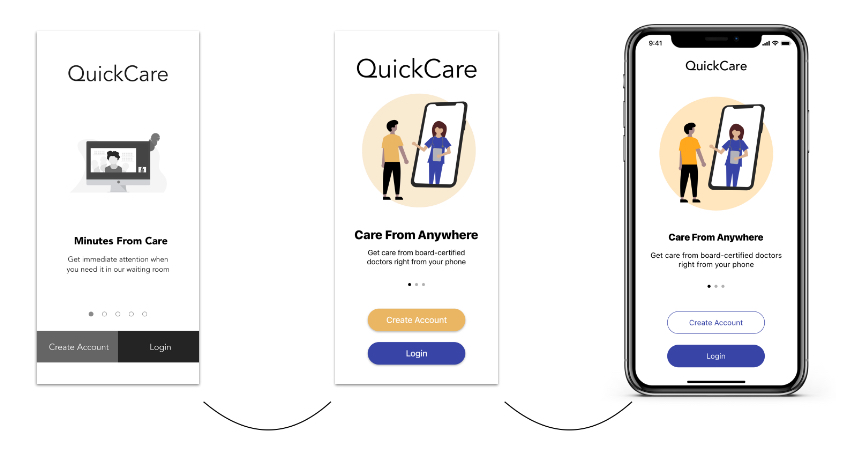 QuickCare
Minutes From Care
Get immediate attention when
you need it in our waiting room
Create Account
Login
QuickCare
Care From Anywhere
Get care from board-certified
doctors right from your phone
Create Account
Login
9:41
QuickCare
Care From Anywhere
Get care from board-certified doctors
right from your phone
Create Account
Login